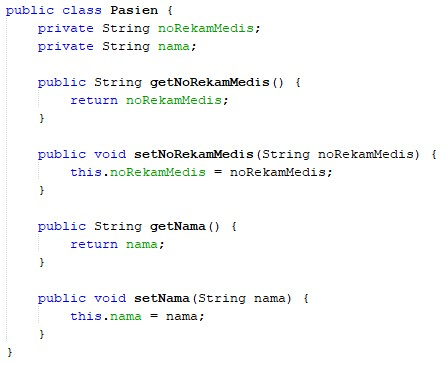 public class Pasien {
    private String noRekamMedis;
    private String nama;

    public String getNoRekamMedis() {
        return noRekamMedis;
    }

    public void setNoRekamMedis(String noRekamMedis) {
        this.noRekamMedis = noRekamMedis;
    }

    public String getNama() {
        return nama;
    }

    public void setNama(String nama) {
        this.nama = nama;
    }
}